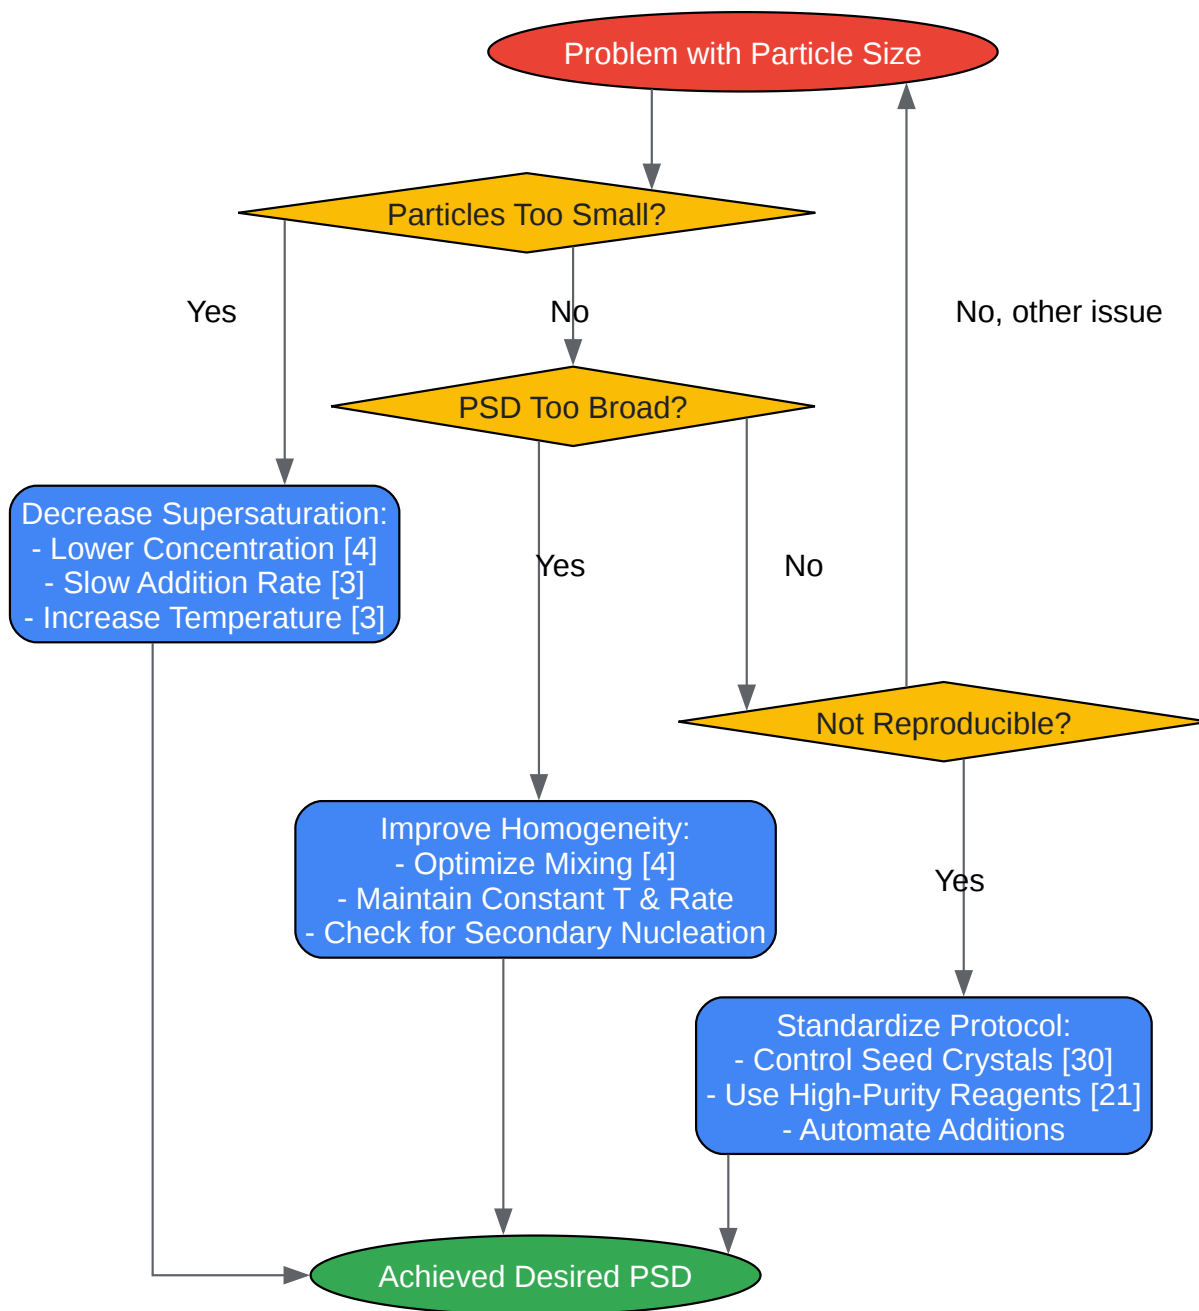 Problem with Particle Size
Particles Too Small?
Yes
No
No, other issue
PSD Too Broad?
Decrease Supersaturation:
- Lower Concentration [4]
- Slow Addition Rate [3]
- Increase Temperature [3]
Yes
No
Not Reproducible?
Improve Homogeneity:
- Optimize Mixing [4]
- Maintain Constant T & Rate
- Check for Secondary Nucleation
Yes
Standardize Protocol:
- Control Seed Crystals [30]
- Use High-Purity Reagents [21]
- Automate Additions
Achieved Desired PSD